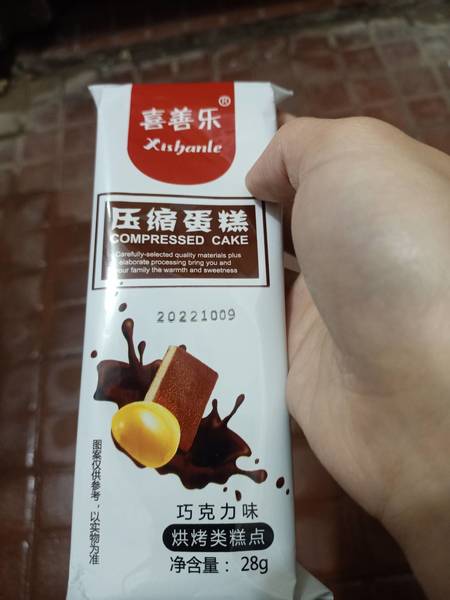 喜善乐®
Xishanle
压缩蛋糕
COMPRESSED CAKE
Carefully-selected quality materials plus
elaborate processing bring you and
your family the warmth and sweetness
20221009
图案仅供参考,以实物为准
巧克力味
烘烤类糕点
净含量: 28g